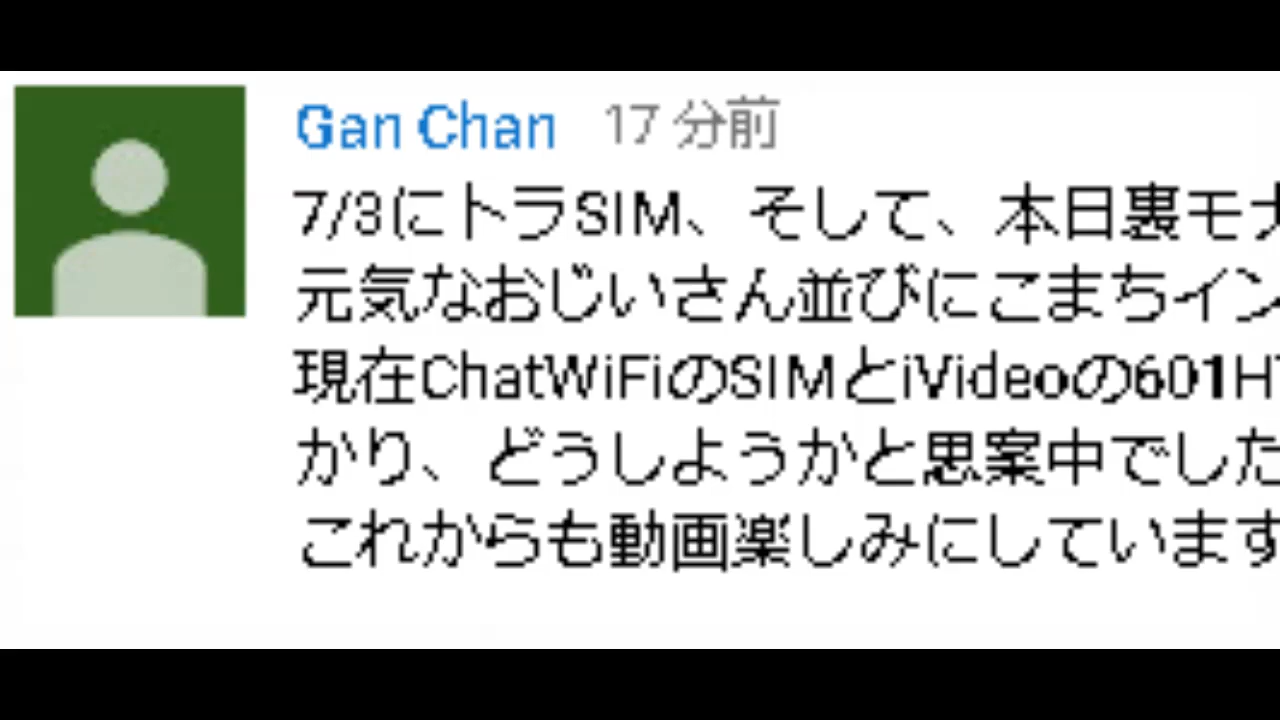 Gan Chan 17 分前
7/3にトラSIM、そして、本日裏モナ
元気なおじいさん並びにこまちイン
現在ChatWiFiのSIMとiVideoの601HT
かり、どうしようかと思案中でした
これからも動画楽しみにしています